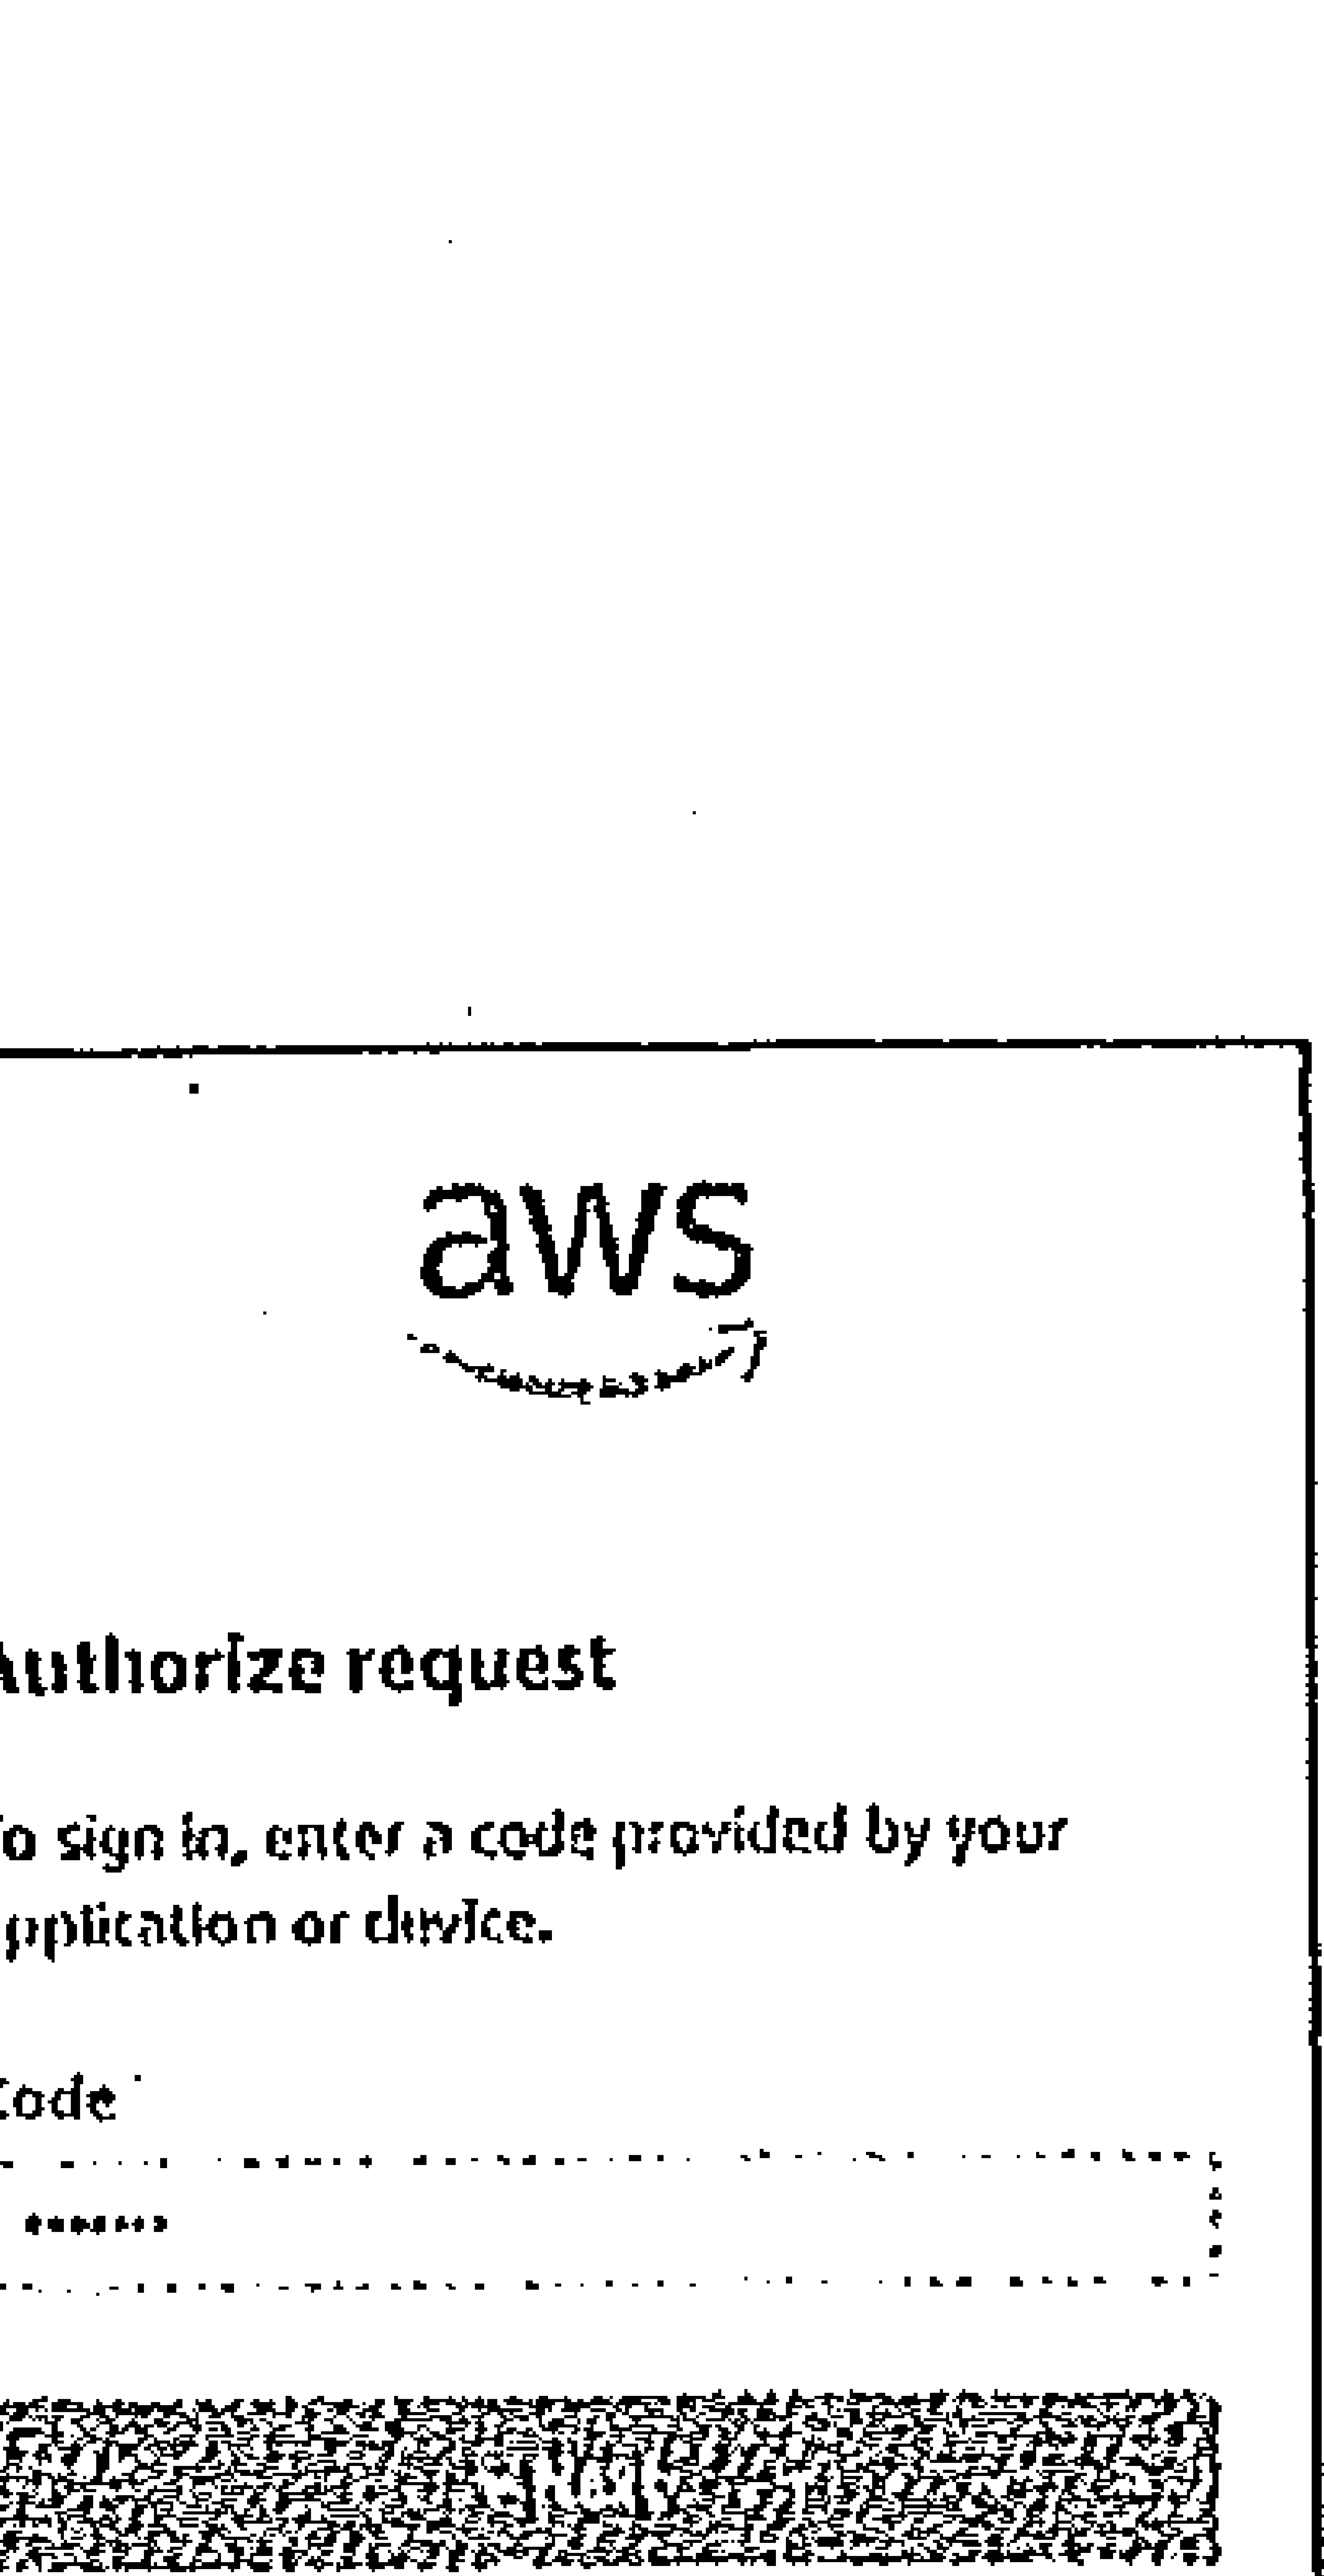 aws
Authorize request
To sign in, enter a code provided by your
application or device.
Code
•••••••